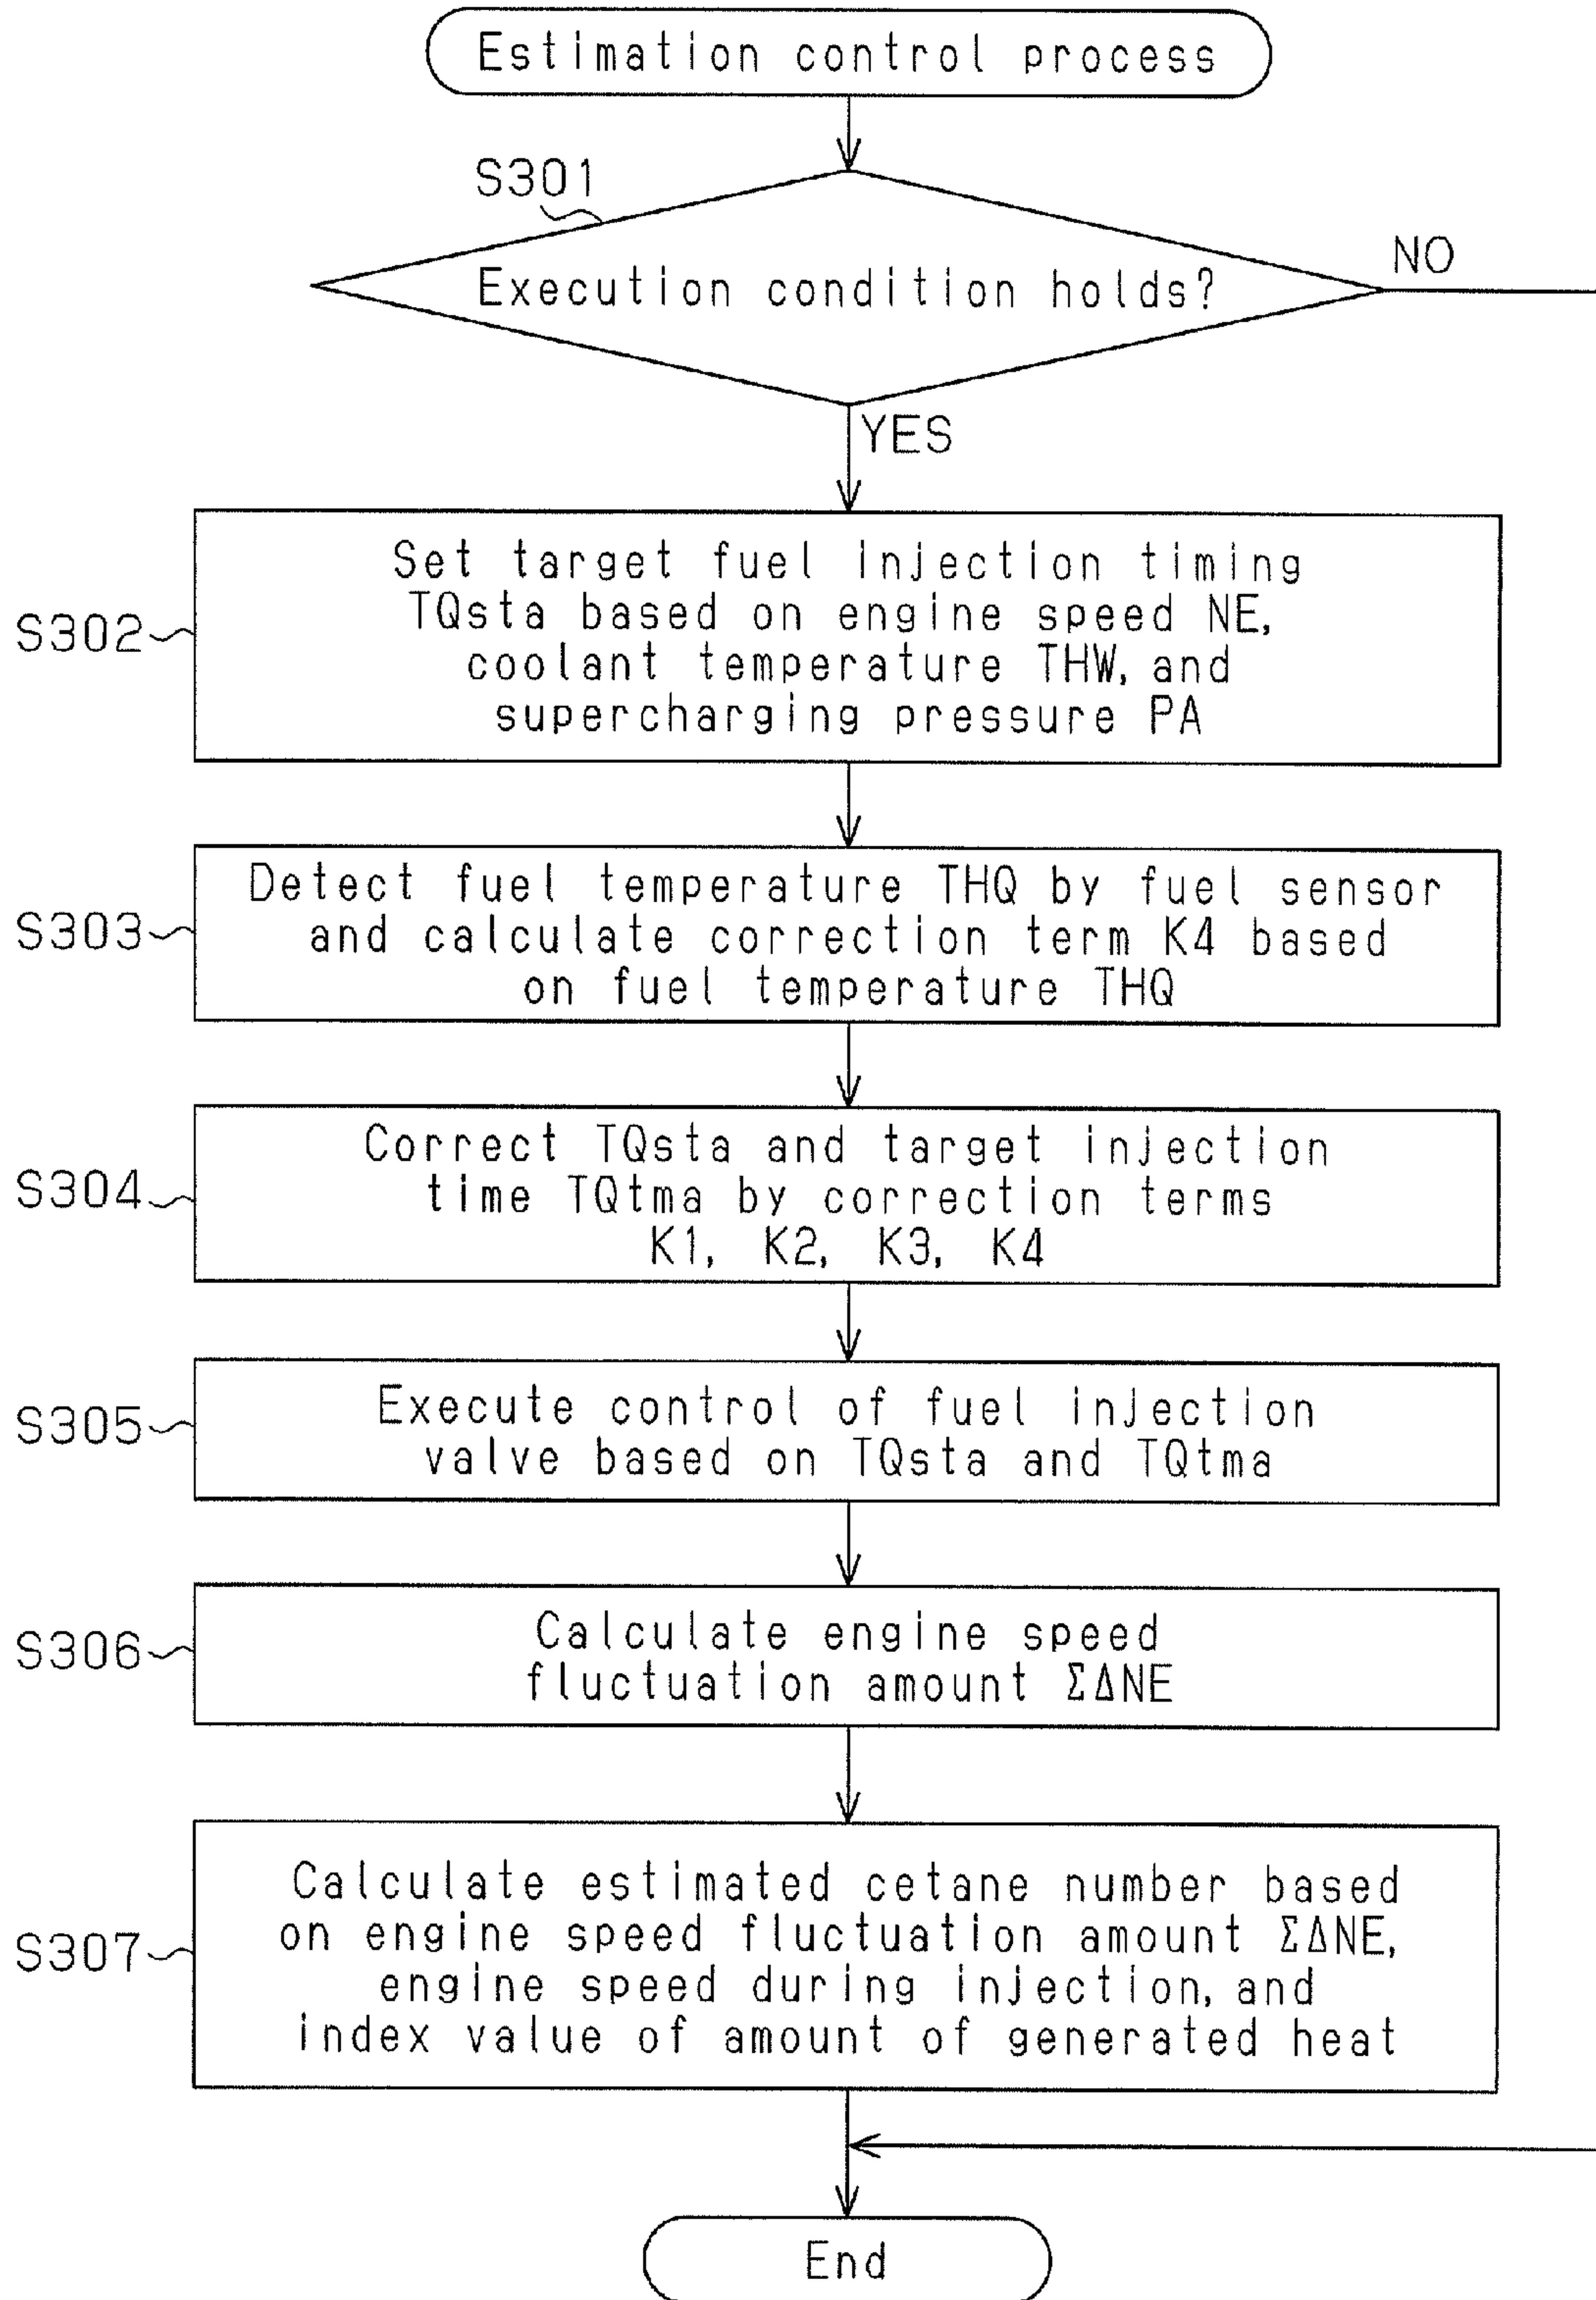 Estimation control process
S301
Execution condition holds?
NO
YES
S302
Set target fuel injection timing
TQsta based on engine speed NE,
coolant temperature THW, and
supercharging pressure PA
S303
Detect fuel temperature THQ by fuel sensor
and calculate correction term K4 based
on fuel temperature THQ
S304
Correct TQsta and target injection
time TQtma by correction terms
K1, K2, K3, K4
S305
Execute control of fuel injection
valve based on TQsta and TQtma
S306
Calculate engine speed
fluctuation amount ΣΔNE
S307
Calculate estimated cetane number based
on engine speed fluctuation amount ΣΔNE,
engine speed during injection, and
index value of amount of generated heat
End